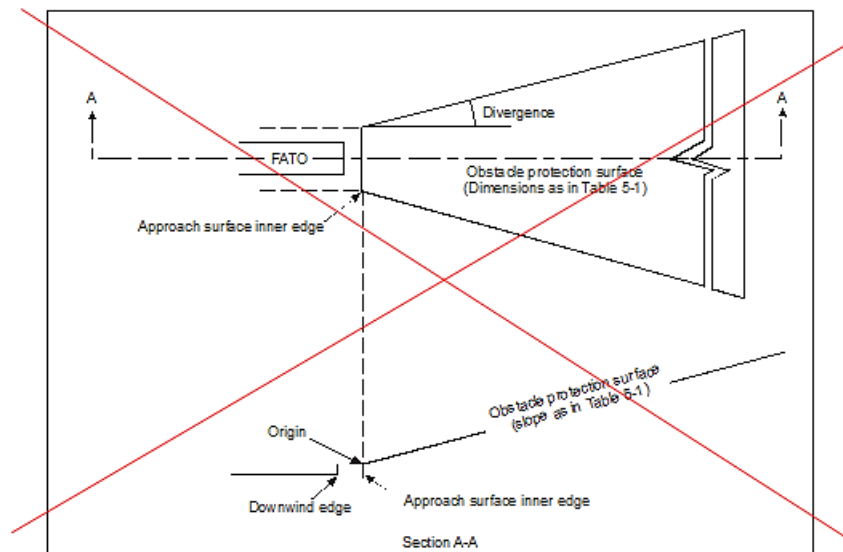 A
A
Divergence
FATO
Obstacle protection surface
(Dimensions as in Table 5-1)
Approach surface inner edge
Obstacle protection surface
(slope as in Table 5-1)
Origin
Downwind edge
Approach surface inner edge
Section A-A